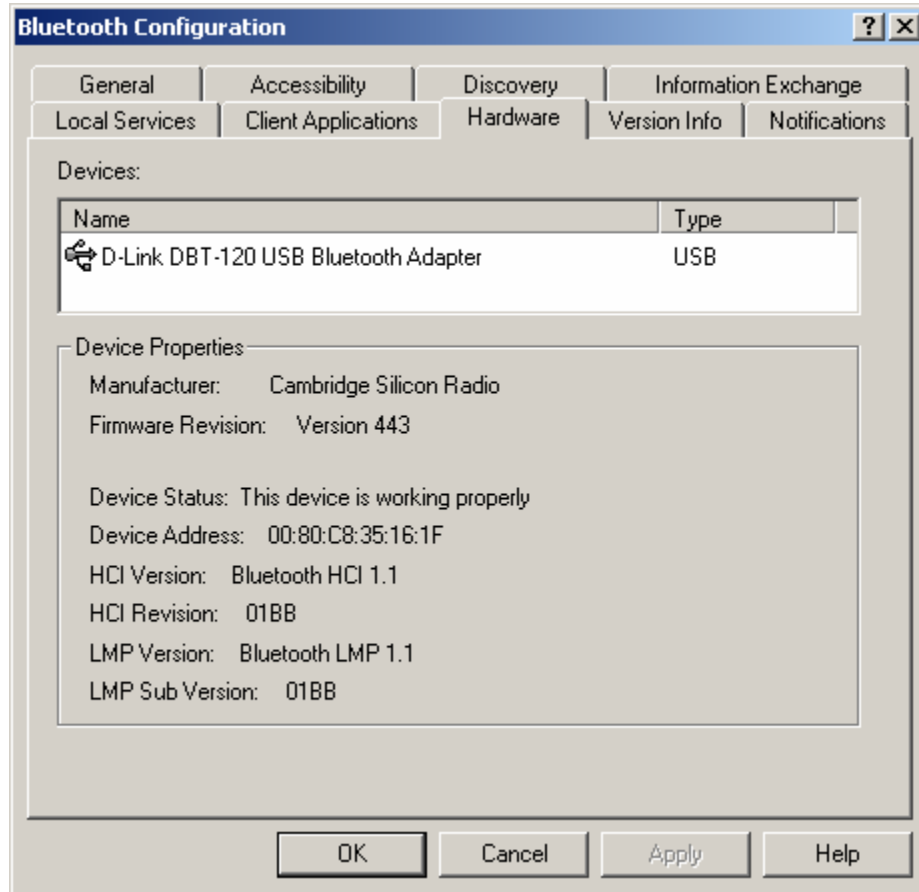 Bluetooth Configuration
General Accessibility Discovery Information Exchange
Local Services Client Applications Hardware Version Info Notifications
Devices:
Name Type
D-Link DBT-120 USB Bluetooth Adapter USB
Device Properties
Manufacturer: Cambridge Silicon Radio
Firmware Revision: Version 443
Device Status: This device is working properly
Device Address: 00:80:C8:35:16:1F
HCI Version: Bluetooth HCI 1.1
HCI Revision: 01BB
LMP Version: Bluetooth LMP 1.1
LMP Sub Version: 01BB
OK Cancel Apply Help